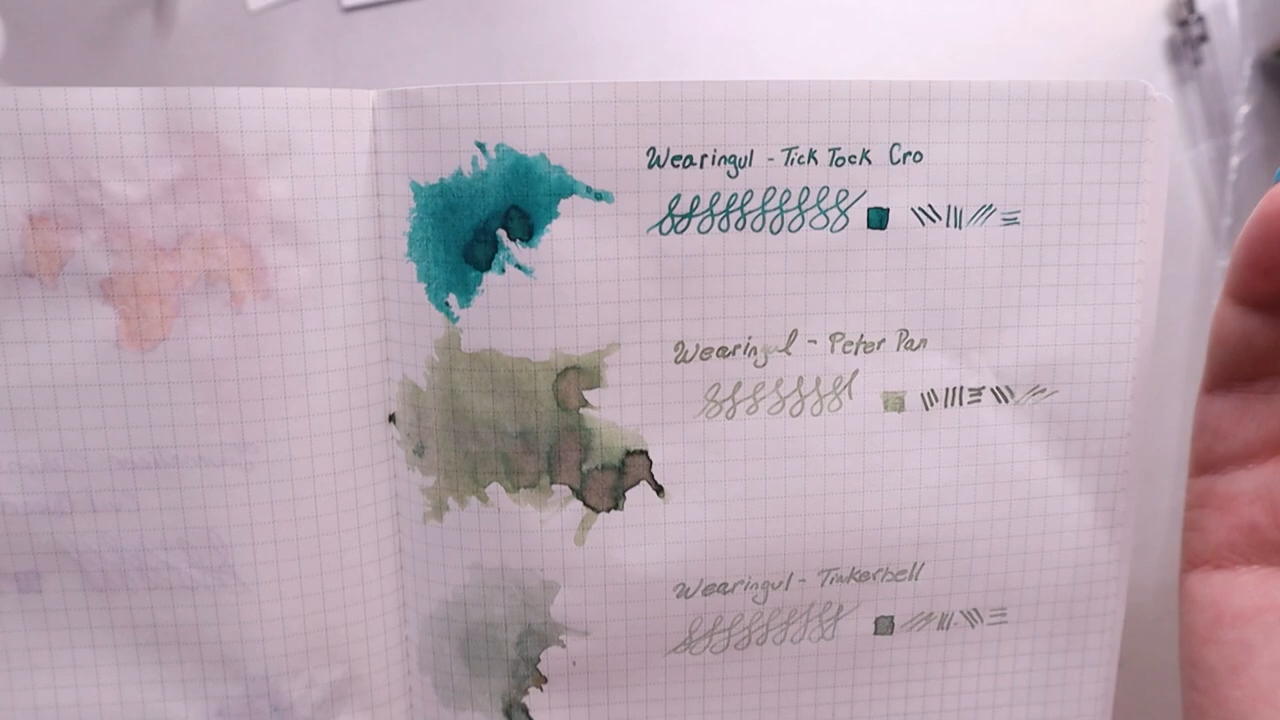 Wearingul - Tick Tock Cro
Wearingul - Peter Pan
Wearingul - Tinkerbell